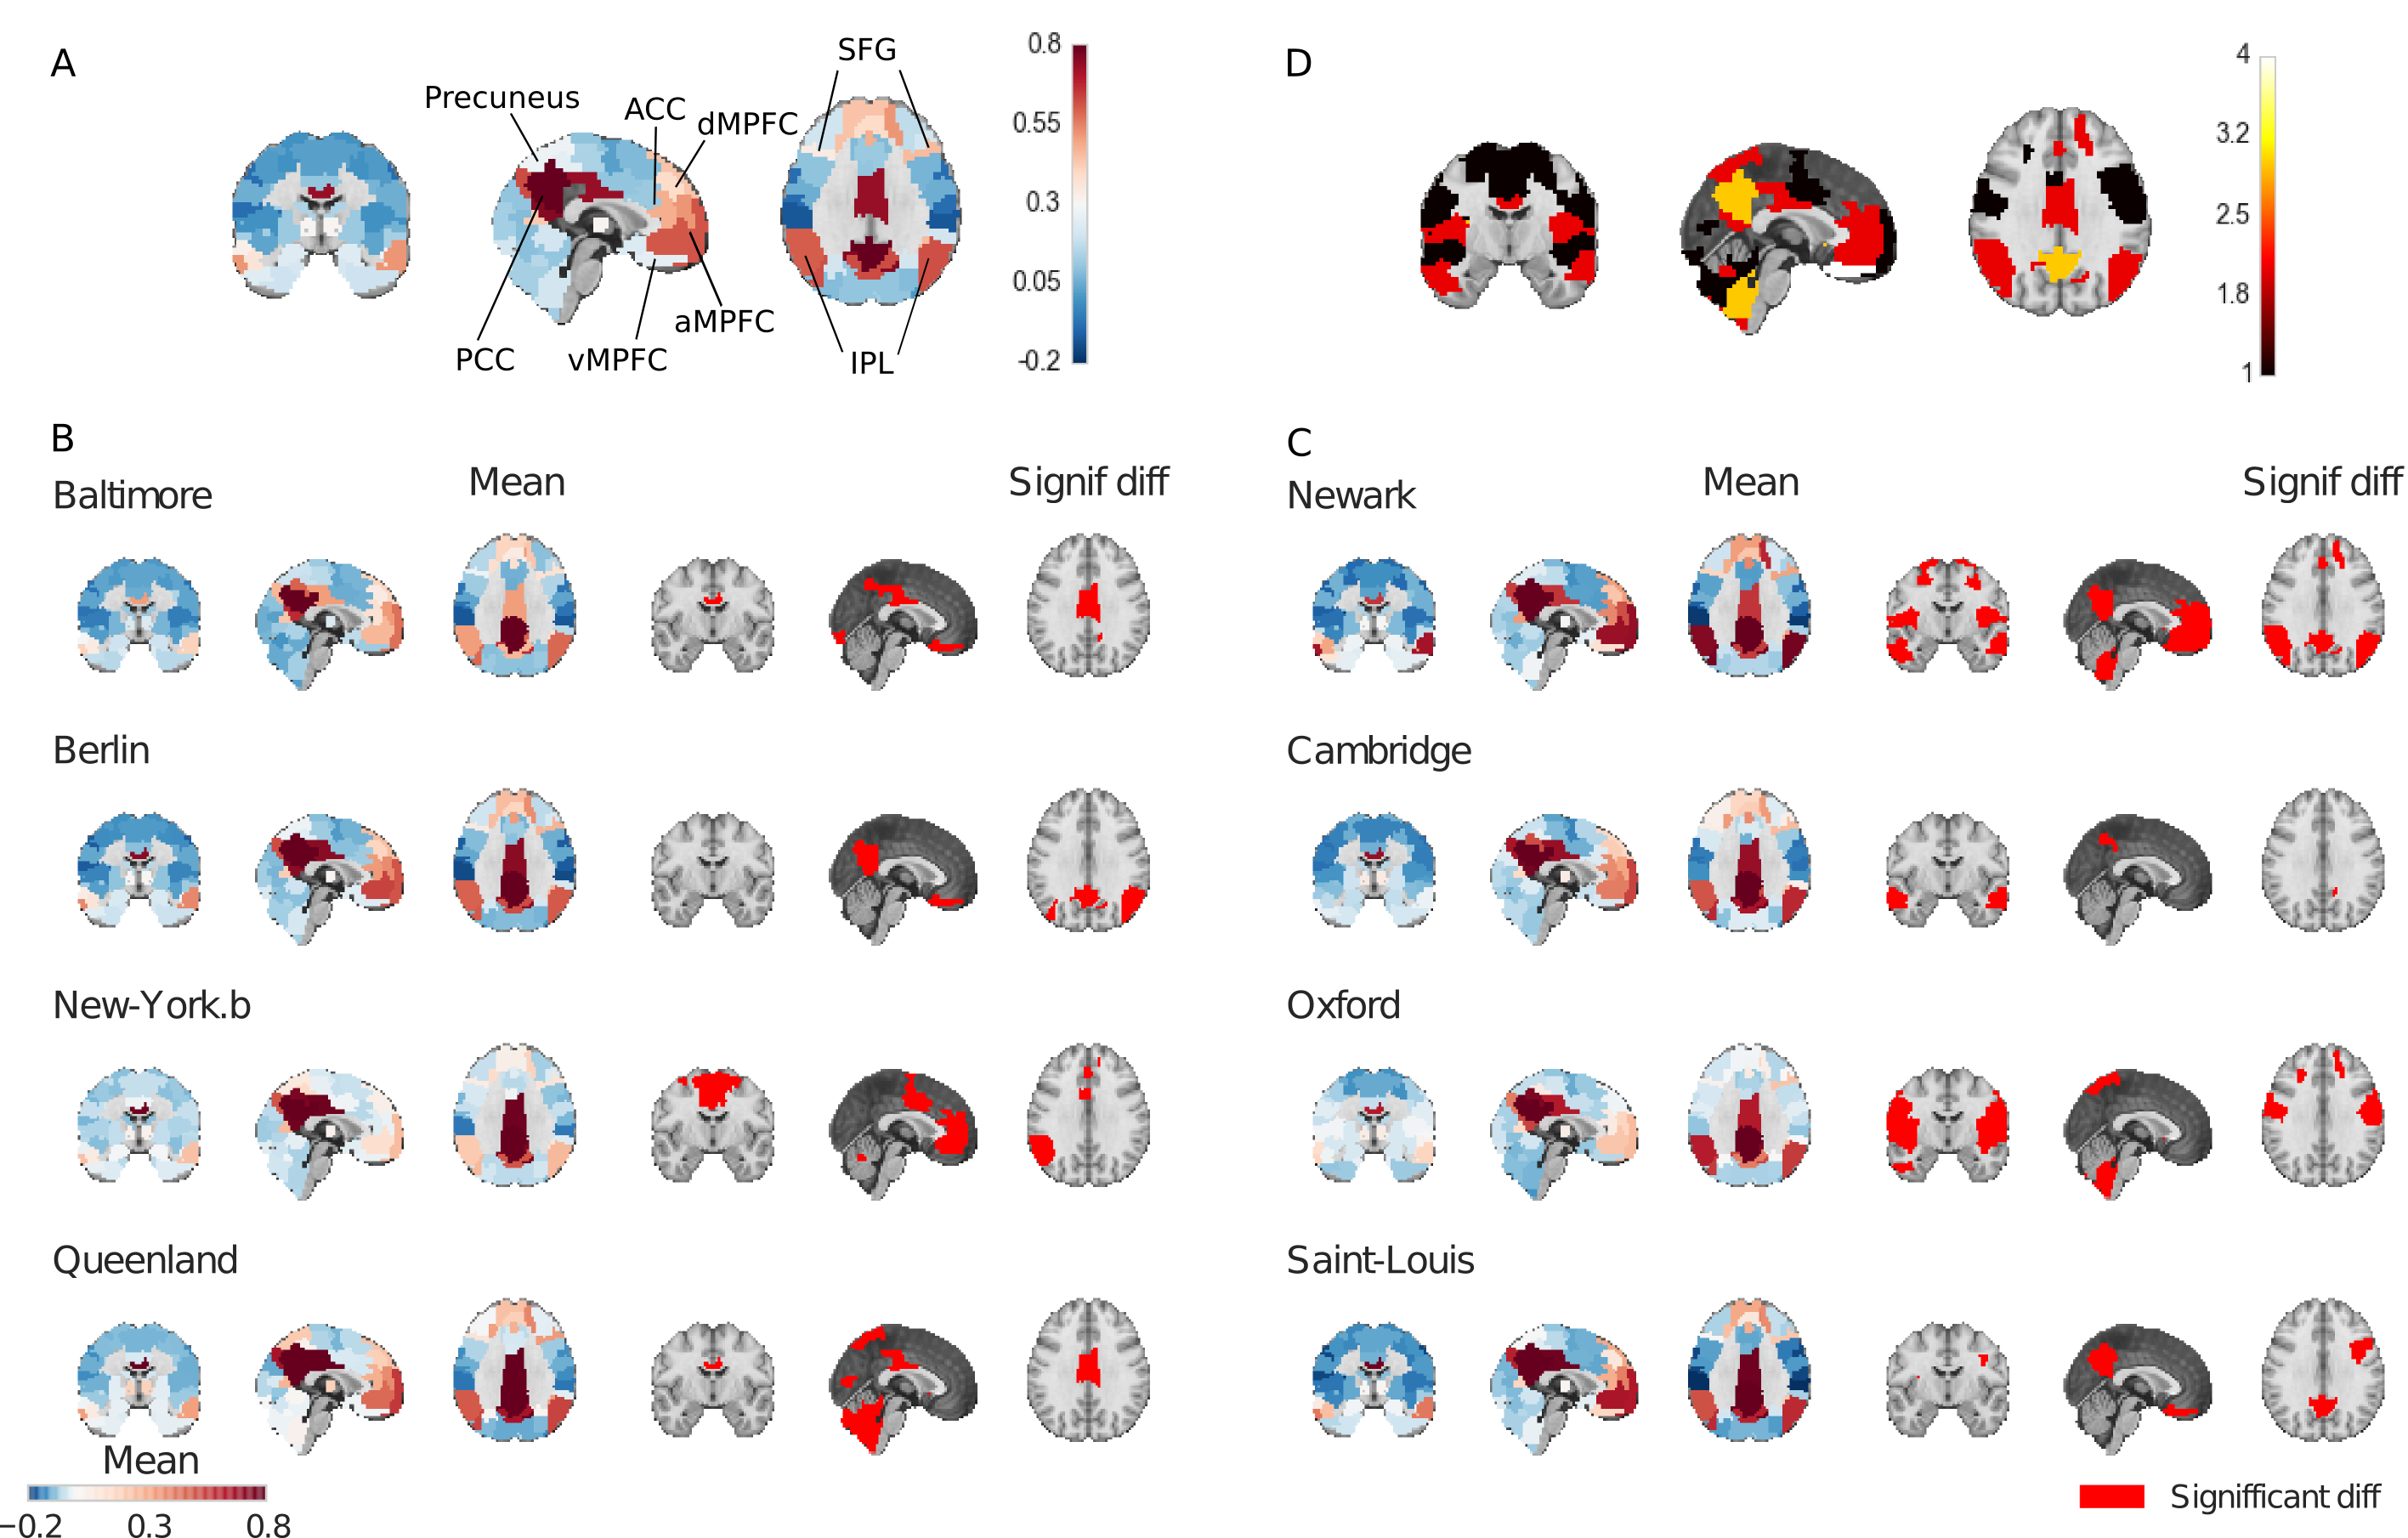 A
Precuneus
ACC
dMPFC
SFG
PCC
vMPFC
aMPFC
IPL
0.8
0.55
0.3
0.05
-0.2
D
4
3.2
2.5
1.8
1
B
Baltimore
Mean
Signif diff
Berlin
New-York.b
Queenland
Mean
−0.2 0.3 0.8
C
Newark
Mean
Signif diff
Cambridge
Oxford
Saint-Louis
Signifficant diff